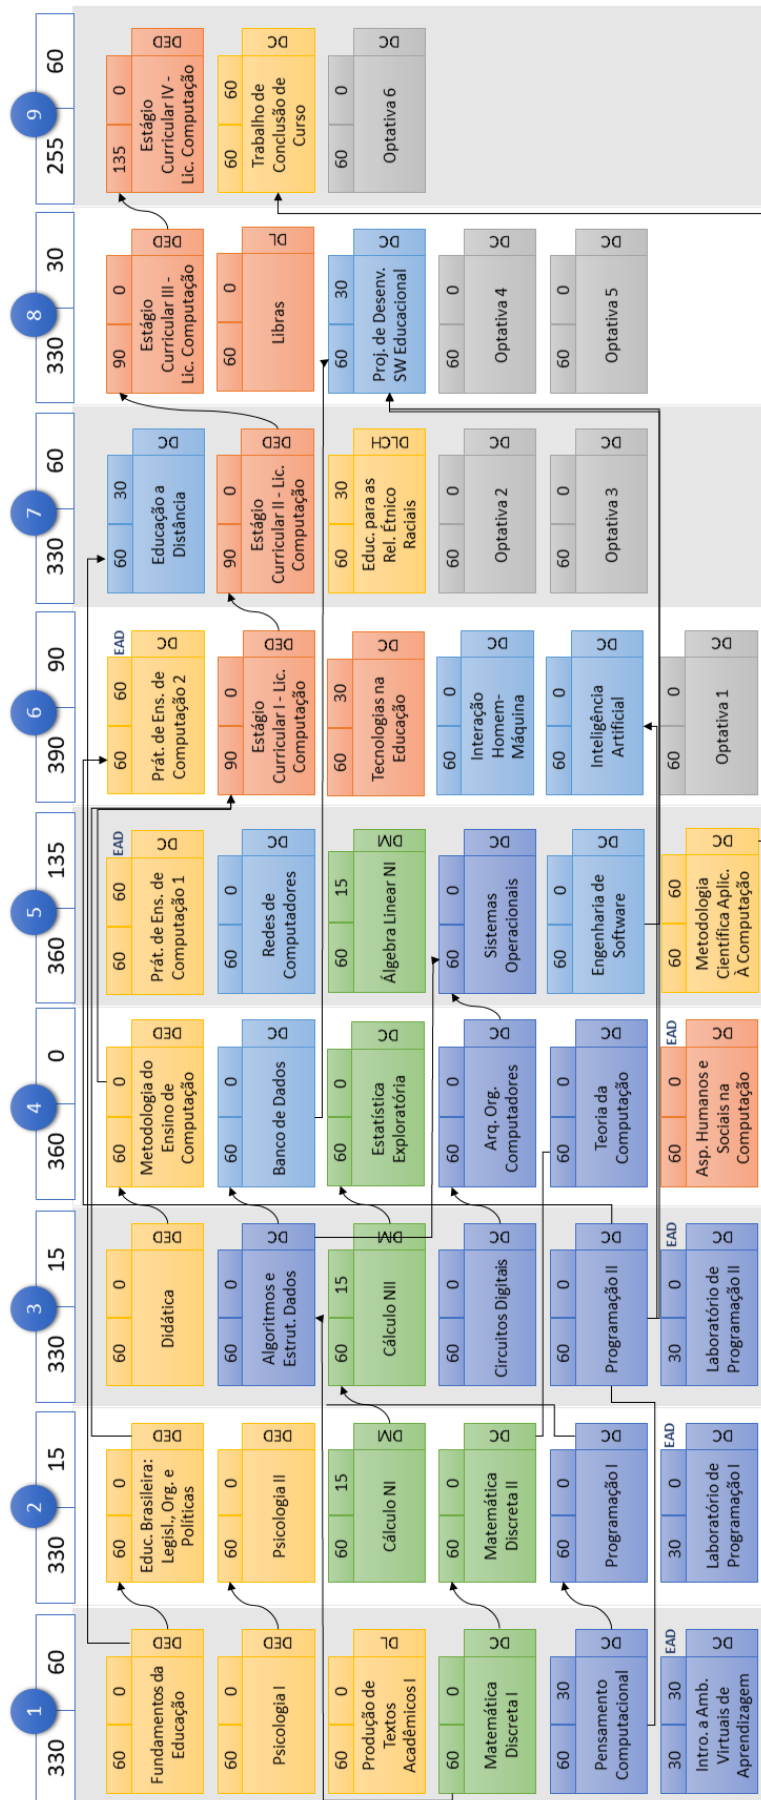 1
330 60
60 0
Fundamentos da
Educação
DED
60 0
Psicologia I
DED
60 0
Produção de
Textos
Acadêmicos I
DL
60 0
Matemática
Discreta I
DC
60 30
Pensamento
Computacional
DC
EAD
30 30
Intro. a Amb.
Virtuais de
Aprendizagem
DC
2
330 15
60 0
Educ. Brasileira:
Legisl., Org. e
Políticas
DED
60 0
Psicologia II
DED
60 15
Cálculo NI
DM
60 0
Matemática
Discreta II
DC
60 0
Programação I
DC
EAD
30 0
Laboratório de
Programação I
DC
3
330 15
60 0
Didática
DED
60 0
Algoritmos e
Estrut. Dados
DC
60 15
Cálculo NII
DM
60 0
Circuitos Digitais
DC
60 0
Programação II
DC
EAD
30 0
Laboratório de
Programação II
DC
4
360 0
60 0
Metodologia do
Ensino de
Computação
DED
60 0
Banco de Dados
DC
60 0
Estatística
Exploratória
DC
60 0
Arq. Org.
Computadores
DC
60 0
Teoria da
Computação
DC
EAD
60 0
Asp. Humanos e
Sociais na
Computação
DC
5
360 135
EAD
60 60
Prát. de Ens. de
Computação 1
DC
60 0
Redes de
Computadores
DC
60 15
Álgebra Linear NI
DM
60 0
Sistemas
Operacionais
DC
60 0
Engenharia de
Software
DC
60 60
Metodologia
Científica Aplic.
À Computação
DC
6
390 90
EAD
60 60
Prát. de Ens. de
Computação 2
DC
90 0
Estágio
Curricular I - Lic.
Computação
DED
60 30
Tecnologias na
Educação
DC
60 0
Interação
Homem-
Máquina
DC
60 0
Inteligência
Artificial
DC
60 0
Optativa 1
DC
7
330 60
60 30
Educação a
Distância
DC
90 0
Estágio
Curricular II - Lic.
Computação
DED
60 30
Educ. para as
Rel. Étnico
Raciais
DLCH
60 0
Optativa 2
DC
60 0
Optativa 3
DC
8
330 30
90 0
Estágio
Curricular III -
Lic. Computação
DED
60 0
Libras
DL
60 30
Proj. de Desenv.
SW Educacional
DC
60 0
Optativa 4
DC
60 0
Optativa 5
DC
9
255 60
135 0
Estágio
Curricular IV -
Lic. Computação
DED
60 60
Trabalho de
Conclusão de
Curso
DC
60 0
Optativa 6
DC